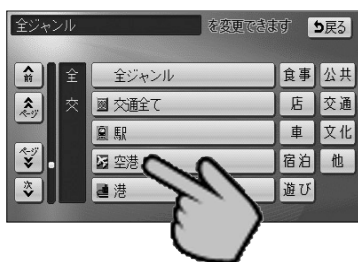 全ジャンル を変更できます 戻る
前 全 全ジャンル 食事 公共
ページ 交 交通全て 店 交通
駅 車 文化
ページ 空港 宿泊 他
次 港 遊び